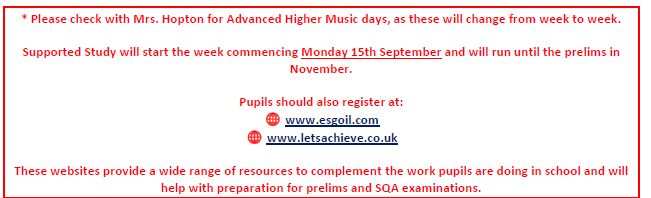 * Please check with Mrs. Hopton for Advanced Higher Music days, as these will change from week to week.
Supported Study will start the week commencing Monday 15th September and will run until the prelims in
November.
Pupils should also register at:
www.esgoil.com
www.letsachieve.co.uk
These websites provide a wide range of resources to complement the work pupils are doing in school and will
help with preparation for prelims and SQA examinations.